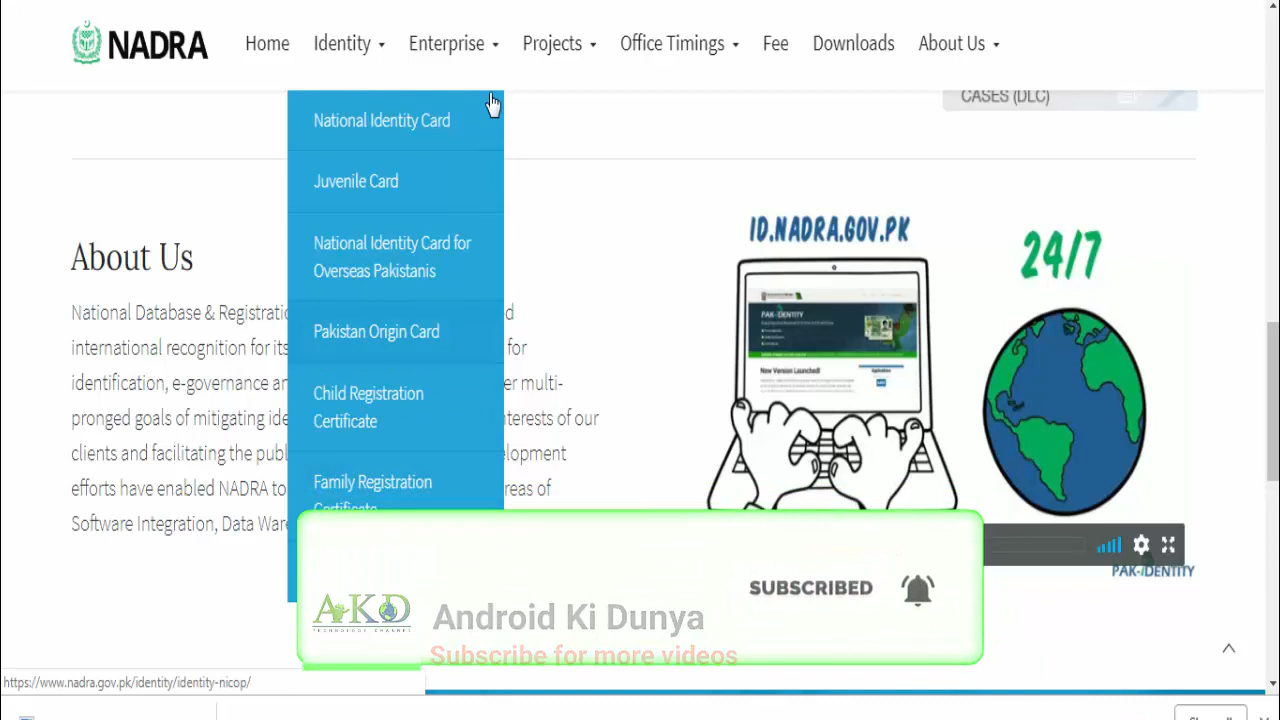 NADRA
Home Identity Enterprise Projects Office Timings Fee Downloads About Us
CASES (DLC)
National Identity Card
Juvenile Card
National Identity Card for
Overseas Pakistanis
Pakistan Origin Card
Child Registration
Certificate
Family Registration
Certificate
About Us
National Database & Registratio
international recognition for its for
identification, e-governance an er multi-
pronged goals of mitigating ide nterests of our
clients and facilitating the publ elopment
efforts have enabled NADRA to reas of
Software Integration, Data Ware
ID.NADRA.GOV.PK
24/7
PAK-IDENTITY
New Version Launched!
PAK-IDENTITY
AKD
TECHNOLOGY CHANNEL
Android Ki Dunya
Subscribe for more videos
SUBSCRIBED
https://www.nadra.gov.pk/identity/identity-nicop/